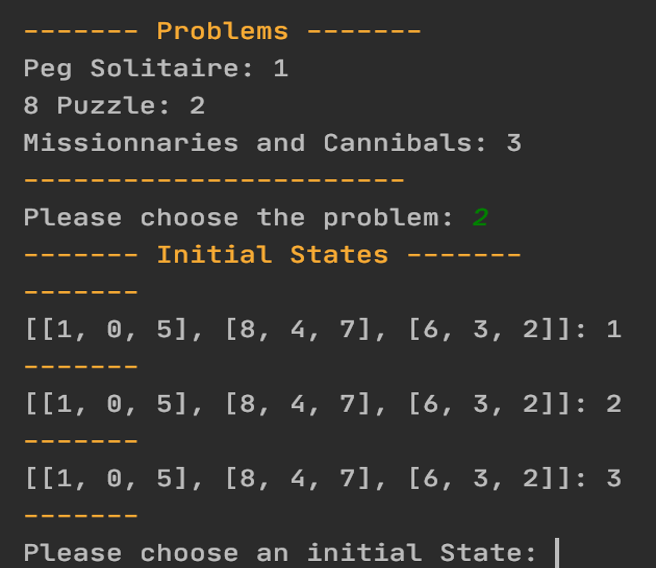 ------- Problems -------
Peg Solitaire: 1
8 Puzzle: 2
Missionnaries and Cannibals: 3
-----------------------
Please choose the problem: 2
------- Initial States -------
-------
[[1, 0, 5], [8, 4, 7], [6, 3, 2]]: 1
-------
[[1, 0, 5], [8, 4, 7], [6, 3, 2]]: 2
-------
[[1, 0, 5], [8, 4, 7], [6, 3, 2]]: 3
-------
Please choose an initial State: